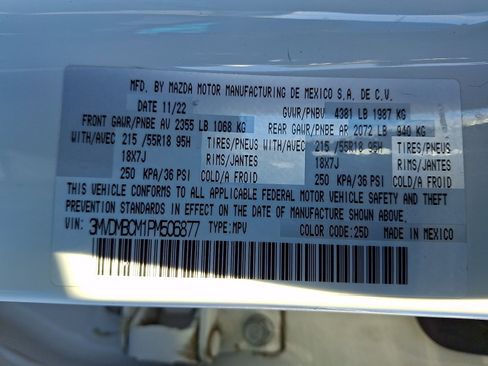 MFD. BY MAZDA MOTOR MANUFACTURING DE MEXICO S.A. DE C.V.
DATE 11/22 GVWR/PNBV 4381 LB 1987 KG
FRONT GAWR/PNBE AV 2355 LB 1068 KG REAR GAWR/PNBE AR 2072 LB 940 KG
WITH/AVEC 215 /55R18 95H TIRES/PNEUS WITH/AVEC 215 /55R18 95H TIRES/PNEUS
18X7J RIMS/JANTES 18X7J RIMS/JANTES
250 KPA/36 PSI COLD/A FROID 250 KPA/36 PSI COLD/A FROID
THIS VEHICLE CONFORMS TO ALL APPLICABLE FEDERAL MOTOR VEHICLE SAFETY AND THEFT
PREVENTION STANDARDS IN EFFECT ON THE DATE OF MANUFACTURE SHOWN ABOVE.
VIN: 3MVDMBCM1PM506877 TYPE:MPV COLOR CODE:25D MADE IN MEXICO